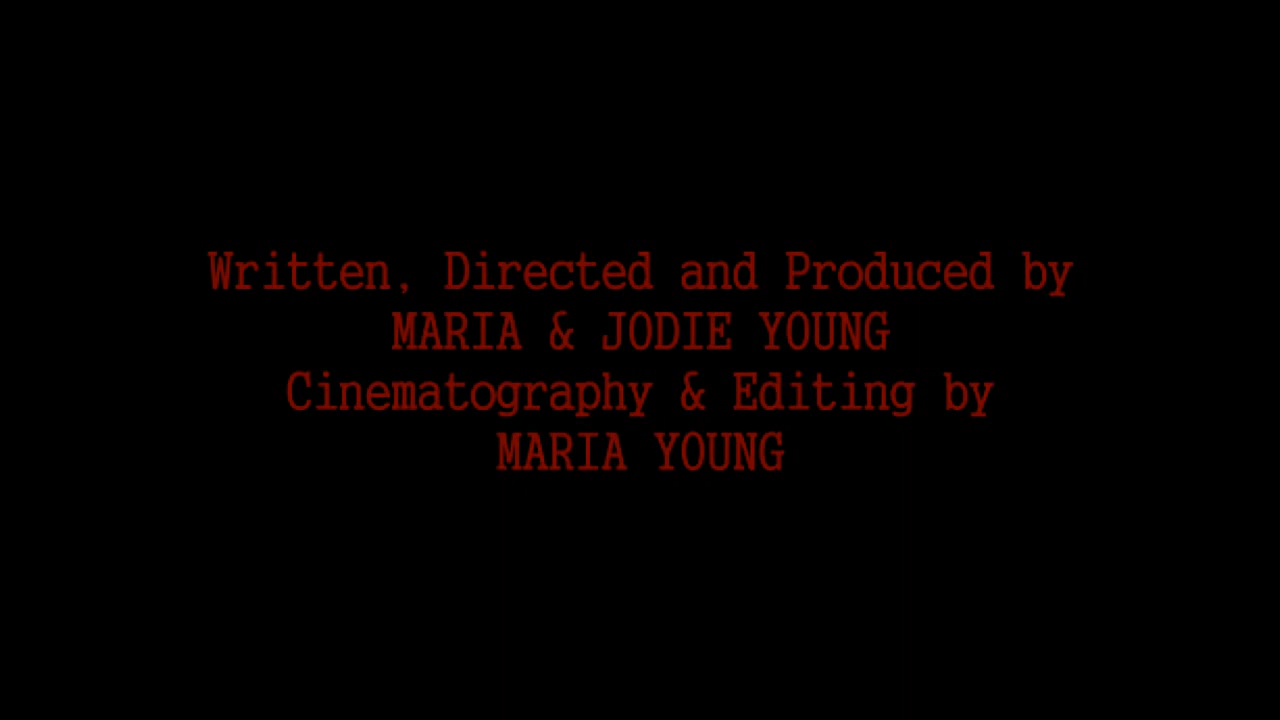 Written, Directed and Produced by
MARIA & JODIE YOUNG
Cinematography & Editing by
MARIA YOUNG